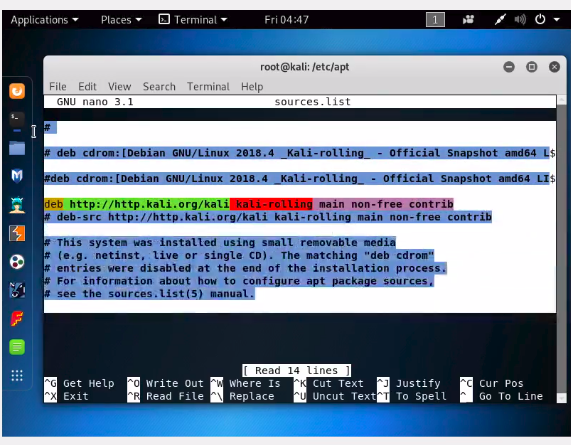 Applications Places Terminal Fri 04:47 1
root@kali: /etc/apt
File Edit View Search Terminal Help
GNU nano 3.1 sources.list
#
# deb cdrom:[Debian GNU/Linux 2018.4 _Kali-rolling_ - Official Snapshot amd64 L$
#deb cdrom:[Debian GNU/Linux 2018.4 _Kali-rolling_ - Official Snapshot amd64 LI$
deb http://http.kali.org/kali kali-rolling main non-free contrib
# deb-src http://http.kali.org/kali kali-rolling main non-free contrib
# This system was installed using small removable media
# (e.g. netinst, live or single CD). The matching "deb cdrom"
# entries were disabled at the end of the installation process.
# For information about how to configure apt package sources,
# see the sources.list(5) manual.
[ Read 14 lines ]
^G Get Help ^O Write Out ^W Where Is ^K Cut Text ^J Justify ^C Cur Pos
^X Exit ^R Read File ^\ Replace ^U Uncut Text ^T To Spell ^_ Go To Line